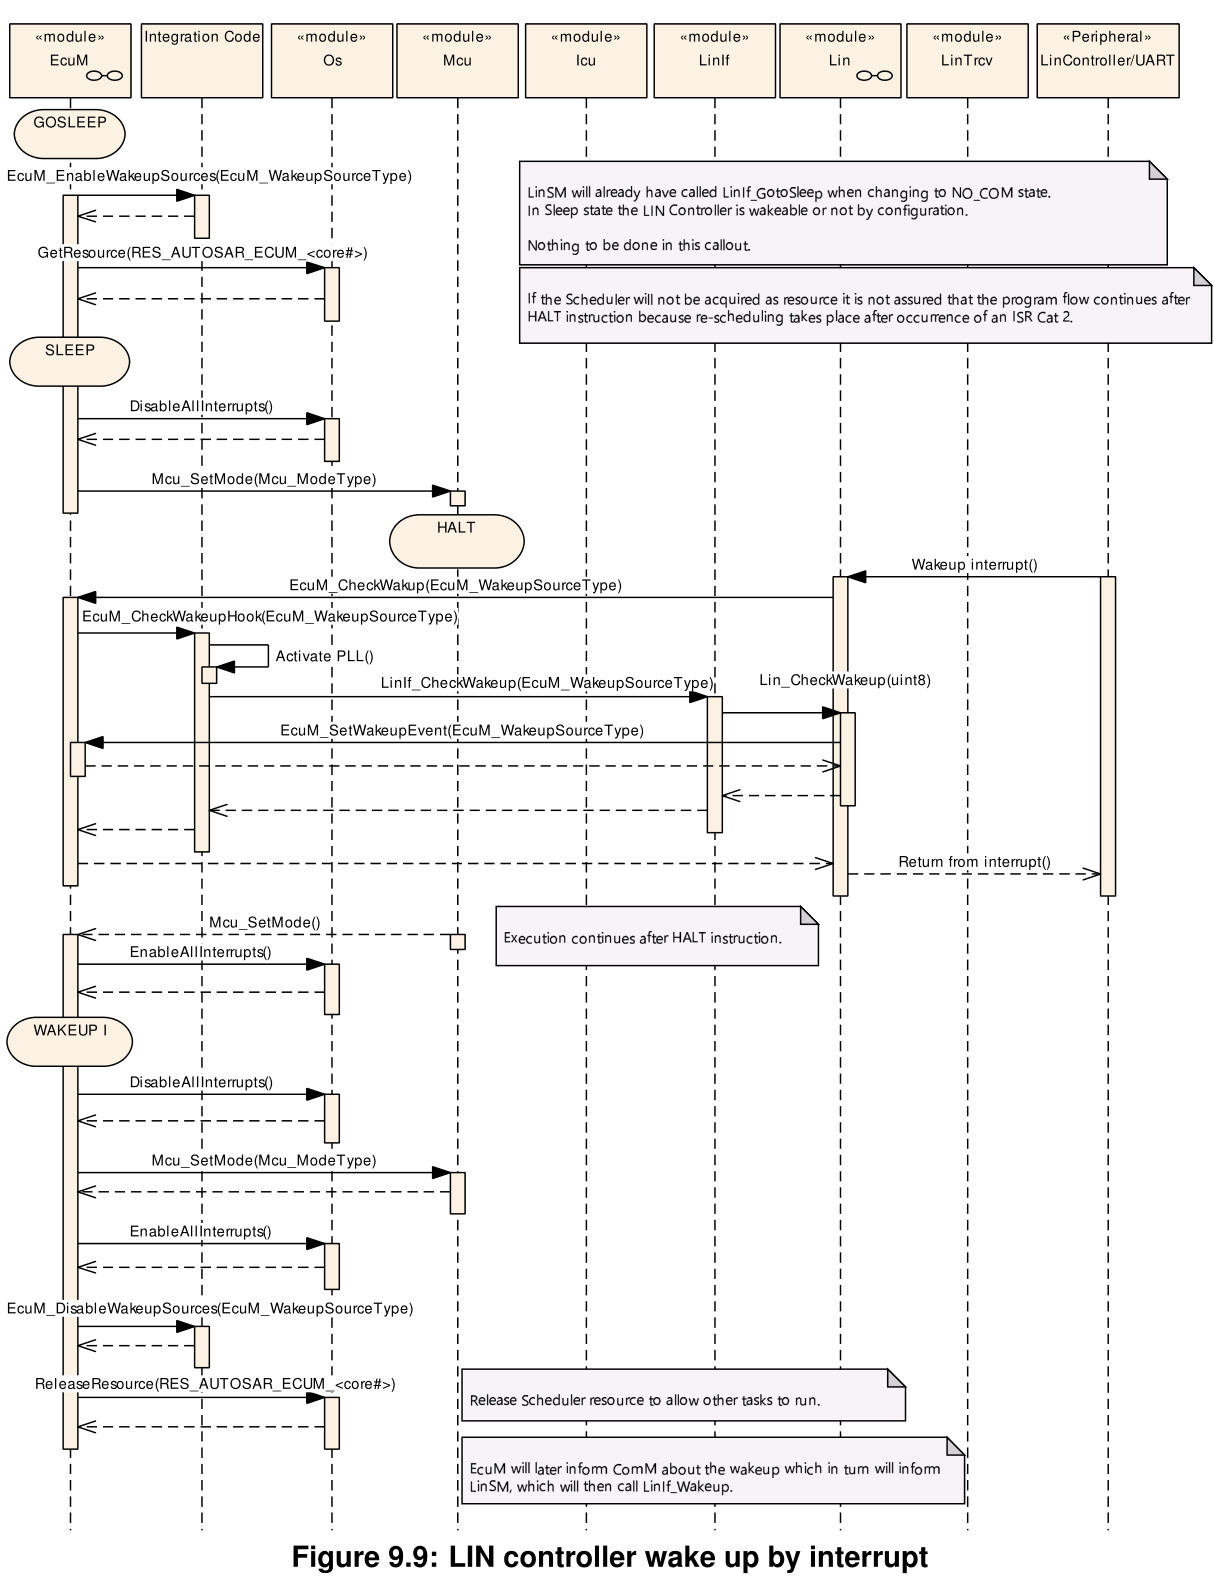 «module»
EcuM
Integration Code
«module»
Os
«module»
Mcu
«module»
Icu
«module»
LinIf
«module»
Lin
«module»
LinTrcv
«Peripheral»
LinController/UART
GOSLEEP
EcuM_EnableWakeupSources(EcuM_WakeupSourceType)
LinSM will already have called LinIf_GotoSleep when changing to NO_COM state.
In Sleep state the LIN Controller is wakeable or not by configuration.
Nothing to be done in this callout.
GetResource(RES_AUTOSAR_ECUM_<core#>)
If the Scheduler will not be acquired as resource it is not assured that the program flow continues after
HALT instruction because re-scheduling takes place after occurrence of an ISR Cat 2.
SLEEP
DisableAllInterrupts()
Mcu_SetMode(Mcu_ModeType)
HALT
Wakeup interrupt()
EcuM_CheckWakup(EcuM_WakeupSourceType)
EcuM_CheckWakeupHook(EcuM_WakeupSourceType)
Activate PLL()
LinIf_CheckWakeup(EcuM_WakeupSourceType)
Lin_CheckWakeup(uint8)
EcuM_SetWakeupEvent(EcuM_WakeupSourceType)
Return from interrupt()
Mcu_SetMode()
Execution continues after HALT instruction.
EnableAllInterrupts()
WAKEUP I
DisableAllInterrupts()
Mcu_SetMode(Mcu_ModeType)
EnableAllInterrupts()
EcuM_DisableWakeupSources(EcuM_WakeupSourceType)
ReleaseResource(RES_AUTOSAR_ECUM_<core#>)
Release Scheduler resource to allow other tasks to run.
EcuM will later inform ComM about the wakeup which in turn will inform
LinSM, which will then call LinIf_Wakeup.
Figure 9.9: LIN controller wake up by interrupt